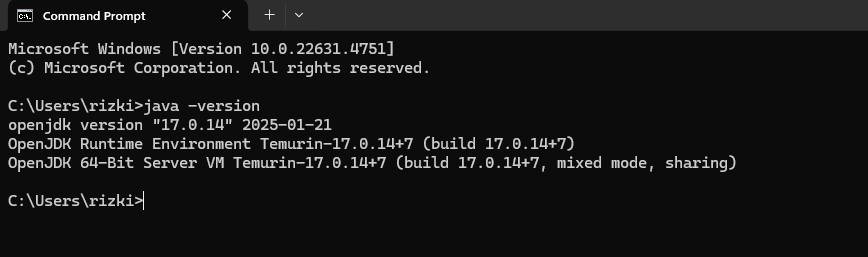 Command Prompt
Microsoft Windows [Version 10.0.22631.4751]
(c) Microsoft Corporation. All rights reserved.
C:\Users\rizki>java -version
openjdk version "17.0.14" 2025-01-21
OpenJDK Runtime Environment Temurin-17.0.14+7 (build 17.0.14+7)
OpenJDK 64-Bit Server VM Temurin-17.0.14+7 (build 17.0.14+7, mixed mode, sharing)
C:\Users\rizki>